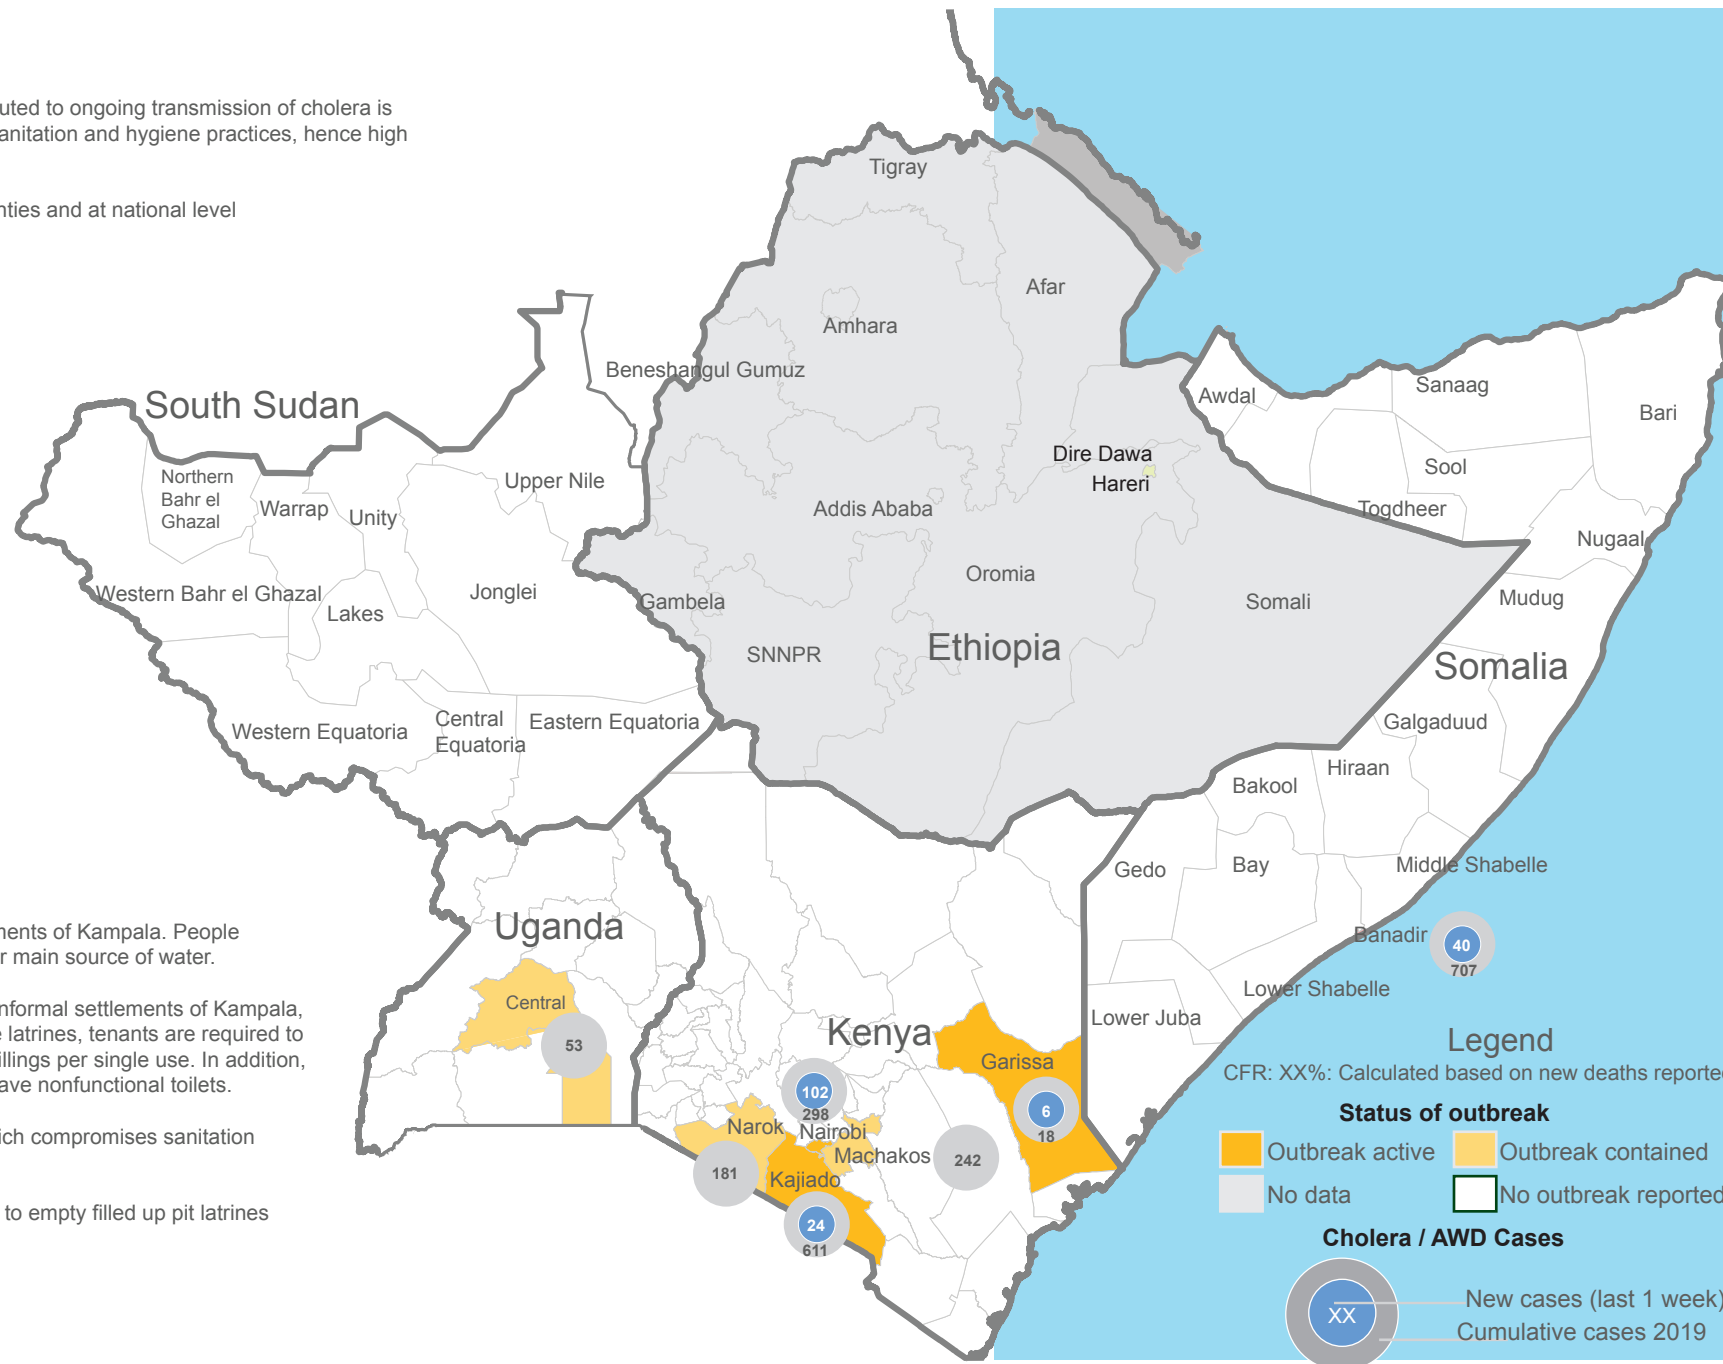 uted to ongoing transmission of cholera is
anitation and hygiene practices, hence high
nties and at national level
Tigray
Afar
Amhara
Beneshangul Gumuz
South Sudan
Awdal
Sanaag
Bari
Dire Dawa
Hareri
Sool
Northern
Bahr el
Ghazal
Warrap
Unity
Upper Nile
Addis Ababa
Togdheer
Nugaal
Western Bahr el Ghazal
Lakes
Jonglei
Gambela
Oromia
Somali
Mudug
SNNPR
Ethiopia
Somalia
Western Equatoria
Central
Equatoria
Eastern Equatoria
Galgaduud
Hiraan
Bakool
Gedo
Bay
Middle Shabelle
Uganda
Banadir
40
707
ments of Kampala. People
r main source of water.
Lower Shabelle
Lower Juba
nformal settlements of Kampala,
e latrines, tenants are required to
illings per single use. In addition,
ave nonfunctional toilets.
Central
53
Kenya
Garissa
6
18
102
298
Narok
Nairobi
Machakos
242
181
Kajiado
24
611
ich compromises sanitation
to empty filled up pit latrines
Legend
CFR: XX%: Calculated based on new deaths reported
Status of outbreak
Outbreak active
Outbreak contained
No data
No outbreak reported
Cholera / AWD Cases
XX
New cases (last 1 week)
Cumulative cases 2019